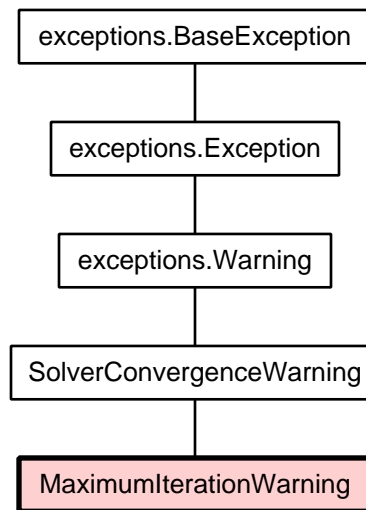 exceptions.BaseException
exceptions.Exception
exceptions.Warning
SolverConvergenceWarning
MaximumIterationWarning